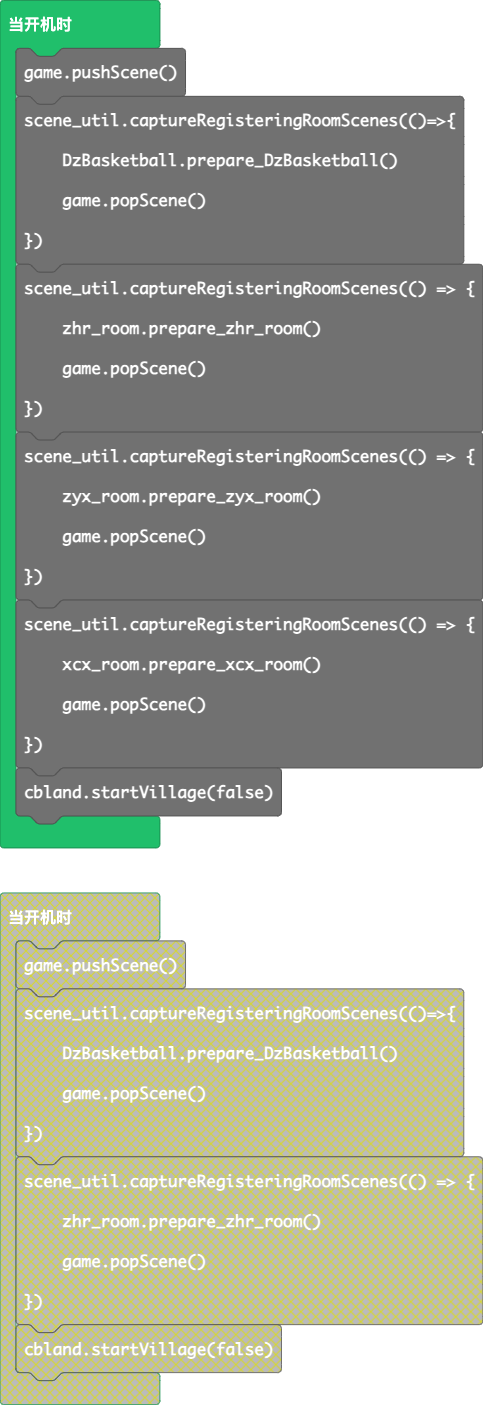 当开机时
game.pushScene()
scene_util.captureRegisteringRoomScenes(()=>{
DzBasketball.prepare_DzBasketball()
game.popScene()
})
scene_util.captureRegisteringRoomScenes(() => {
zhr_room.prepare_zhr_room()
game.popScene()
})
scene_util.captureRegisteringRoomScenes(() => {
zyx_room.prepare_zyx_room()
game.popScene()
})
scene_util.captureRegisteringRoomScenes(() => {
xcx_room.prepare_xcx_room()
game.popScene()
})
cbland.startVillage(false)
当开机时
game.pushScene()
scene_util.captureRegisteringRoomScenes(()=>{
DzBasketball.prepare_DzBasketball()
game.popScene()
})
scene_util.captureRegisteringRoomScenes(() => {
zhr_room.prepare_zhr_room()
game.popScene()
})
cbland.startVillage(false)